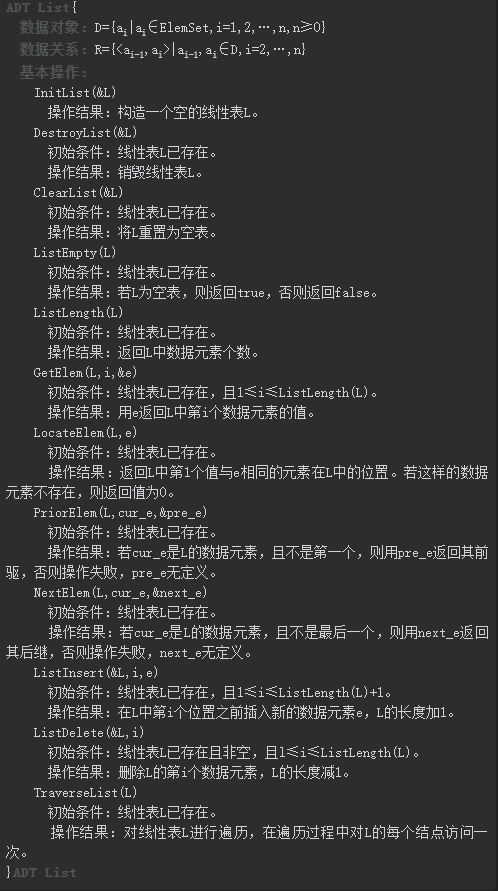 ADT List{
数据对象：D={ai|ai∈ElemSet,i=1,2,…,n,n≥0}
数据关系：R={<ai-1,ai>|ai-1,ai∈D,i=2,…,n}
基本操作：
InitList(&L)
操作结果：构造一个空的线性表L。
DestroyList(&L)
初始条件：线性表L已存在。
操作结果：销毁线性表L。
ClearList(&L)
初始条件：线性表L已存在。
操作结果：将L重置为空表。
ListEmpty(L)
初始条件：线性表L已存在。
操作结果：若L为空表，则返回true，否则返回false。
ListLength(L)
初始条件：线性表L已存在。
操作结果：返回L中数据元素个数。
GetElem(L,i,&e)
初始条件：线性表L已存在，且1≤i≤ListLength(L)。
操作结果：用e返回L中第i个数据元素的值。
LocateElem(L,e)
初始条件：线性表L已存在。
操作结果：返回L中第1个值与e相同的元素在L中的位置。若这样的数据
元素不存在，则返回值为0。
PriorElem(L,cur_e,&pre_e)
初始条件：线性表L已存在。
操作结果：若cur_e是L的数据元素，且不是第一个，则用pre_e返回其前
驱，否则操作失败，pre_e无定义。
NextElem(L,cur_e,&next_e)
初始条件：线性表L已存在。
操作结果：若cur_e是L的数据元素，且不是最后一个，则用next_e返回
其后继，否则操作失败，next_e无定义。
ListInsert(&L,i,e)
初始条件：线性表L已存在，且1≤i≤ListLength(L)+1。
操作结果：在L中第i个位置之前插入新的数据元素e，L的长度加1。
ListDelete(&L,i)
初始条件：线性表L已存在且非空，且l≤i≤ListLength(L)。
操作结果：删除L的第i个数据元素，L的长度减1。
TraverseList(L)
初始条件：线性表L已存在。
操作结果：对线性表L进行遍历，在遍历过程中对L的每个结点访问一
次。
}ADT List